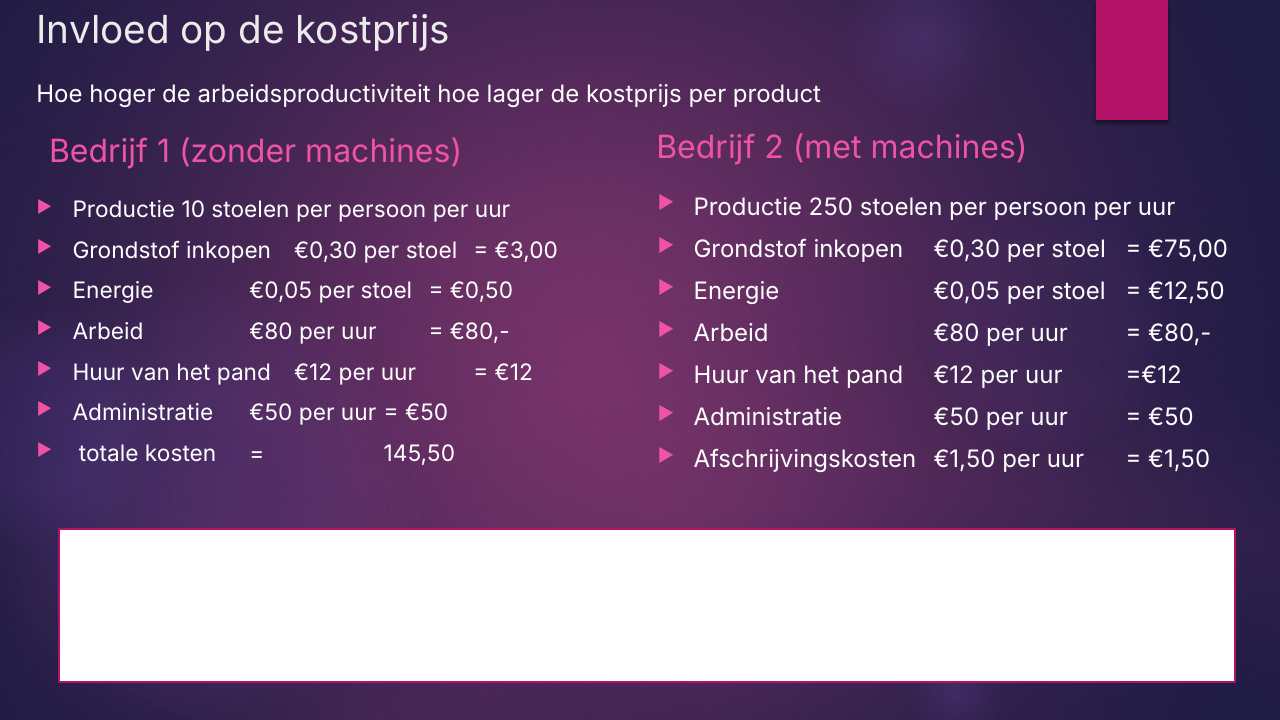 Invloed op de kostprijs
Hoe hoger de arbeidsproductiviteit hoe lager de kostprijs per product
Bedrijf 1 (zonder machines)
Productie 10 stoelen per persoon per uur
Grondstof inkopen €0,30 per stoel = €3,00
Energie €0,05 per stoel = €0,50
Arbeid €80 per uur = €80,-
Huur van het pand €12 per uur = €12
Administratie €50 per uur = €50
totale kosten = 145,50
Bedrijf 2 (met machines)
Productie 250 stoelen per persoon per uur
Grondstof inkopen €0,30 per stoel = €75,00
Energie €0,05 per stoel = €12,50
Arbeid €80 per uur = €80,-
Huur van het pand €12 per uur =€12
Administratie €50 per uur = €50
Afschrijvingskosten €1,50 per uur = €1,50